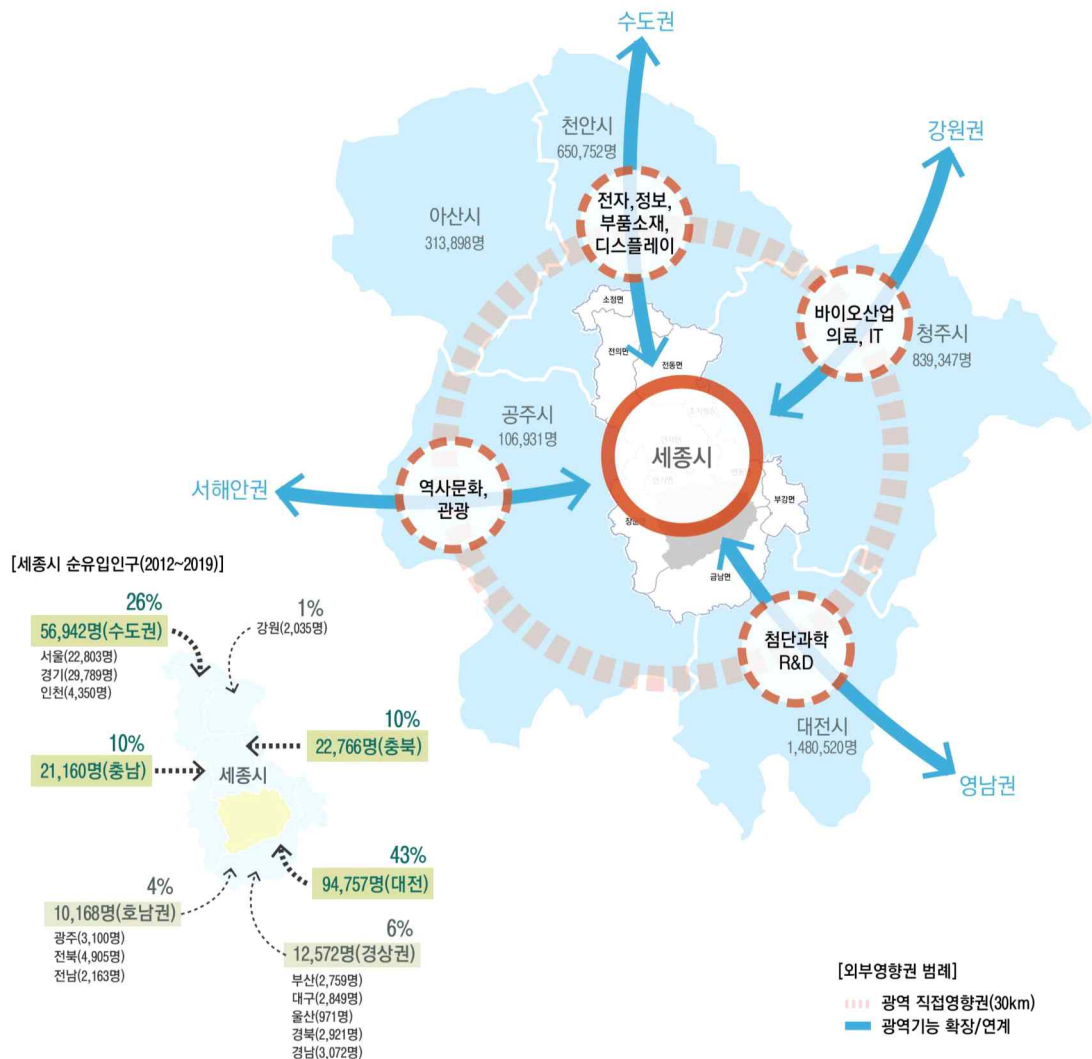 수도권
강원권
천안시
650,752명
전자,정보,
부품소재,
디스플레이
아산시
313,898명
바이오산업
의료, IT
청주시
839,347명
소정면
전의면
전동면
공주시
106,931명
세종시
역사문화,
관광
서해안권
부강면
금남면
첨단과학
R&D
대전시
1,480,520명
영남권
[세종시 순유입인구(2012~2019)]
26%
56,942명(수도권)
서울(22,803명)
경기(29,789명)
인천(4,350명)
1%
강원(2,035명)
10%
22,766명(충북)
10%
21,160명(충남)
세종시
43%
94,757명(대전)
4%
10,168명(호남권)
광주(3,100명)
전북(4,905명)
전남(2,163명)
6%
12,572명(경상권)
부산(2,759명)
대구(2,849명)
울산(971명)
경북(2,921명)
경남(3,072명)
[외부영향권 범례]
광역 직접영향권(30km)
광역기능 확장/연계